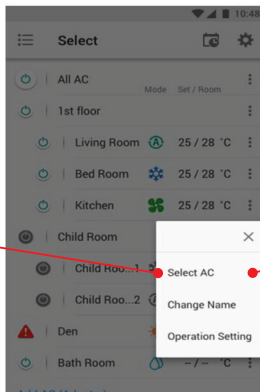 10:48
Select
All AC
Mode Set / Room
1st floor
Living Room A 25 / 28 °C
Bed Room 25 / 28 °C
Kitchen 25 / 28 °C
Child Room
Child Roo...1
Select AC
Child Roo...2
Change Name
Den
Operation Setting
Bath Room --/-- °C